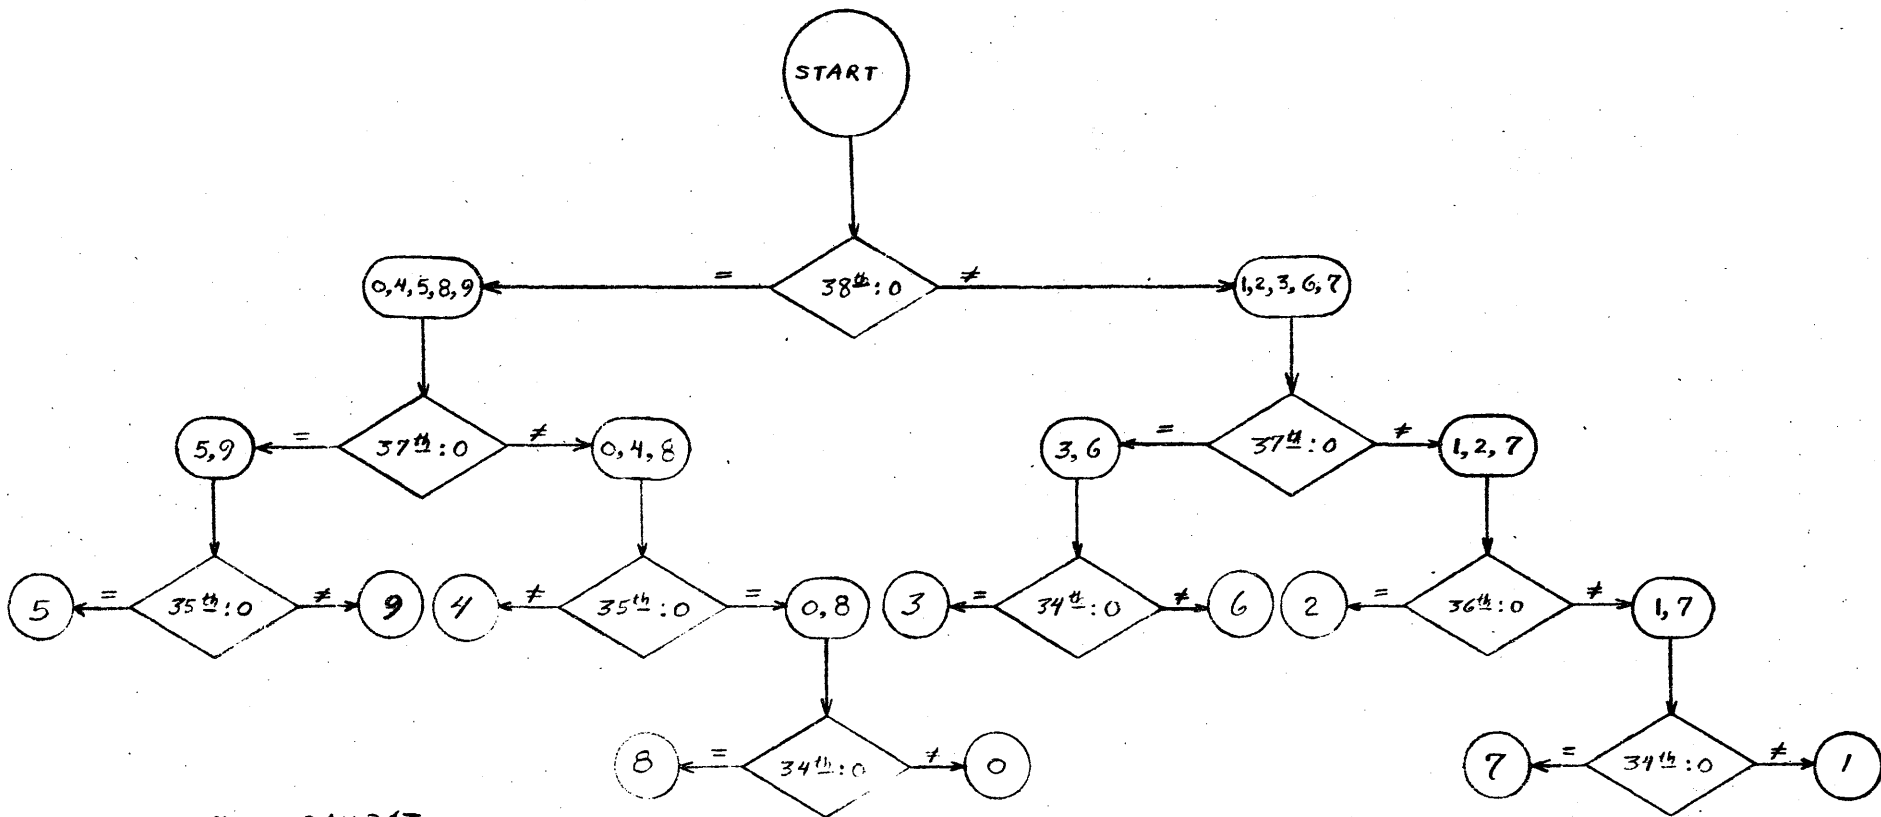 START
= 38th:0 ≠
0,4,5,8,9
1,2,3,6,7
= 37th:0 ≠
5,9
0,4,8
= 37th:0 ≠
3,6
1,2,7
5 = 35th:0 ≠ 9
4 ≠ 35th:0 = 0,8
3 = 34th:0 ≠ 6
2 = 36th:0 ≠ 1,7
8 = 34th:0 ≠ 0
7 = 34th:0 ≠ 1